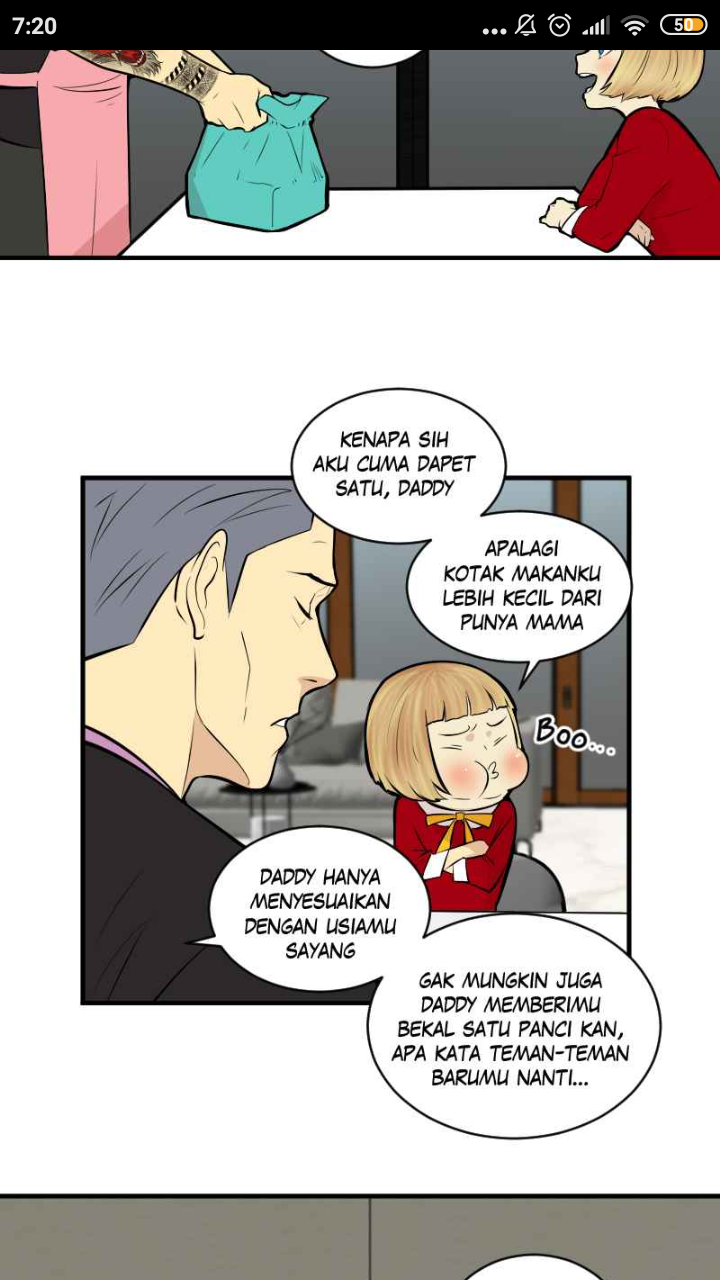 7:20
50
KENAPA SIH
AKU CUMA DAPET
SATU, DADDY
APALAGI
KOTAK MAKANKU
LEBIH KECIL DARI
PUNYA MAMA
BOO...
DADDY HANYA
MENYESUAIKAN
DENGAN USIAMU
SAYANG
GAK MUNGKIN JUGA
DADDY MEMBERIMU
BEKAL SATU PANCI KAN,
APA KATA TEMAN-TEMAN
BARUMU NANTI...